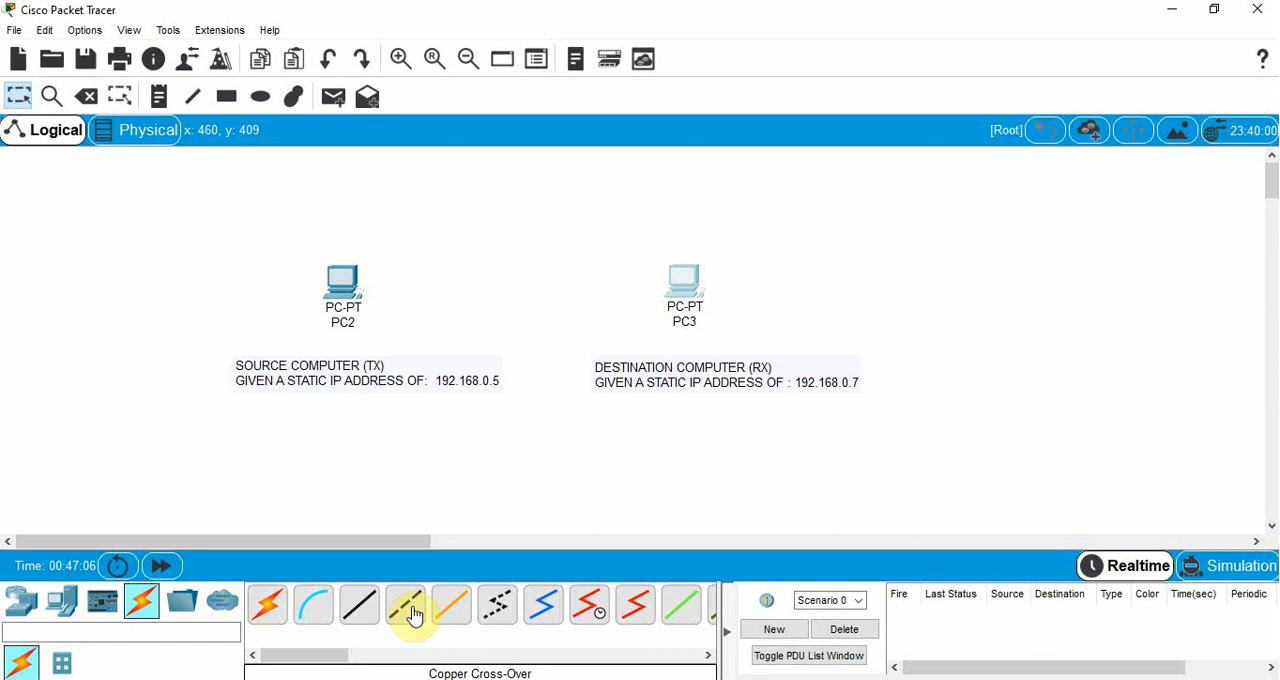 Cisco Packet Tracer
File Edit Options View Tools Extensions Help
?
Logical Physical x: 460, y: 409 [Root] 23:40:00
PC-PT
PC2
PC-PT
PC3
SOURCE COMPUTER (TX)
GIVEN A STATIC IP ADDRESS OF: 192.168.0.5
DESTINATION COMPUTER (RX)
GIVEN A STATIC IP ADDRESS OF : 192.168.0.7
Time: 00:47:06 Realtime Simulation
Scenario 0
New Delete
Toggle PDU List Window
Fire Last Status Source Destination Type Color Time(sec) Periodic
Copper Cross-Over